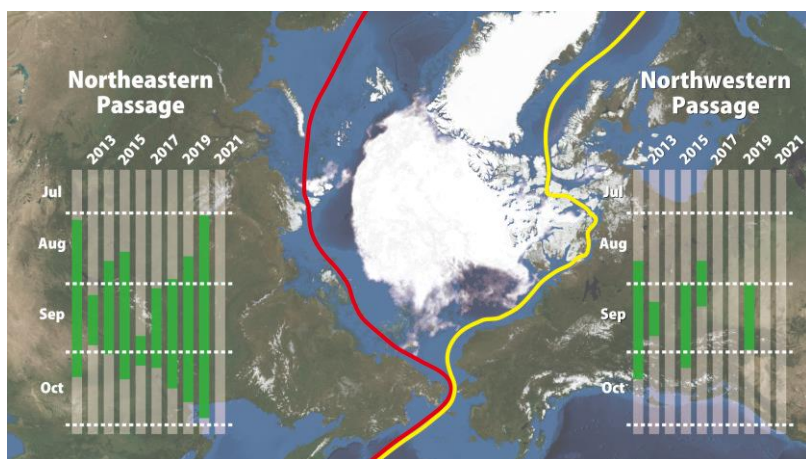 Northeastern
Passage
2013
2015
2017
2019
2021
Jul
Aug
Sep
Oct
Northwestern
Passage
2013
2015
2017
2019
2021
Jul
Aug
Sep
Oct